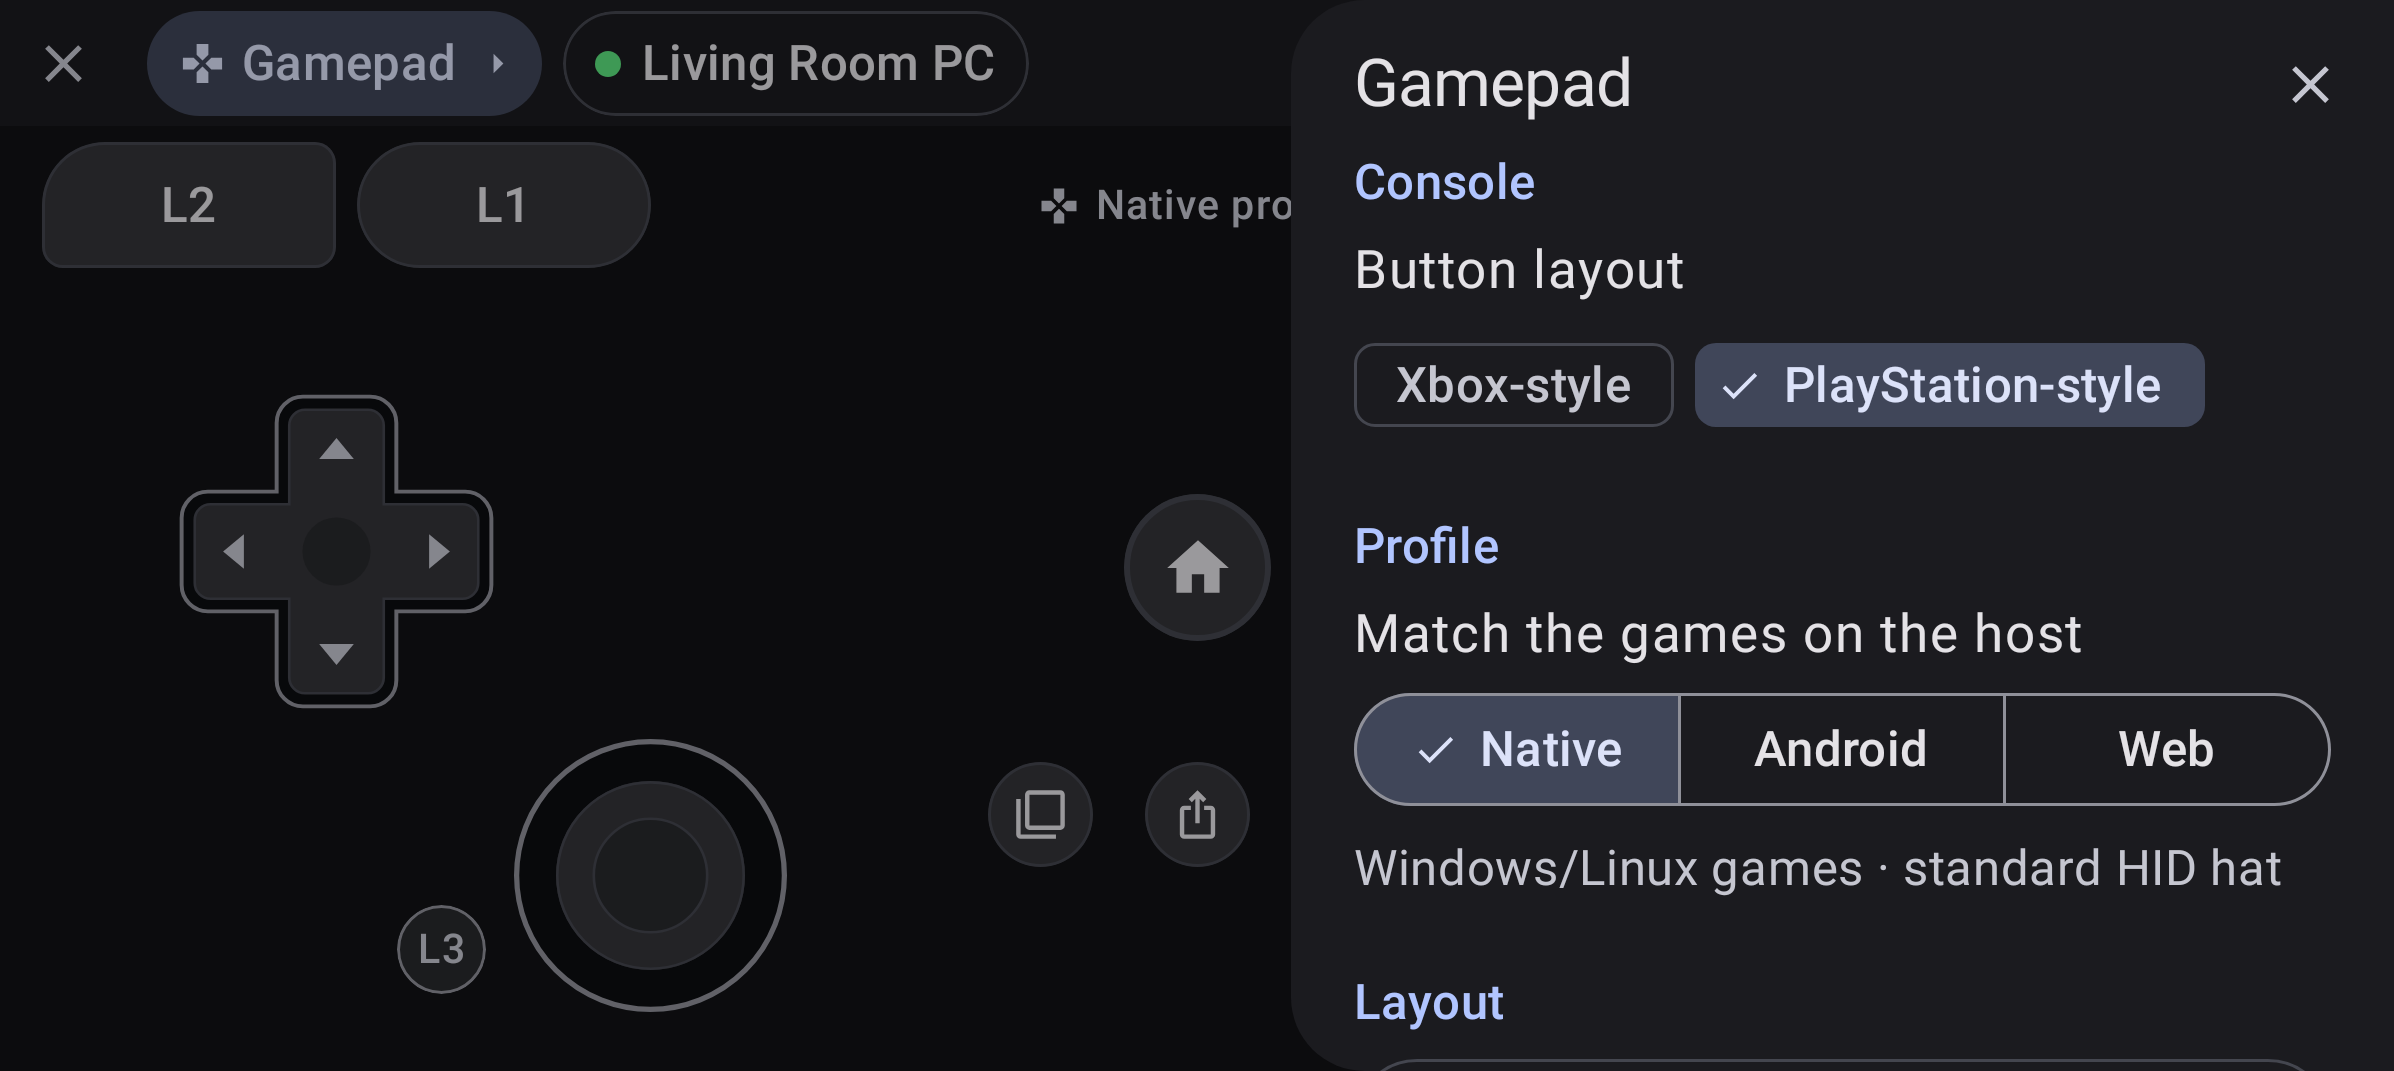 Gamepad
Living Room PC
L2
L1
Native pro
L3
Gamepad
Console
Button layout
Xbox-style
PlayStation-style
Profile
Match the games on the host
Native
Android
Web
Windows/Linux games · standard HID hat
Layout